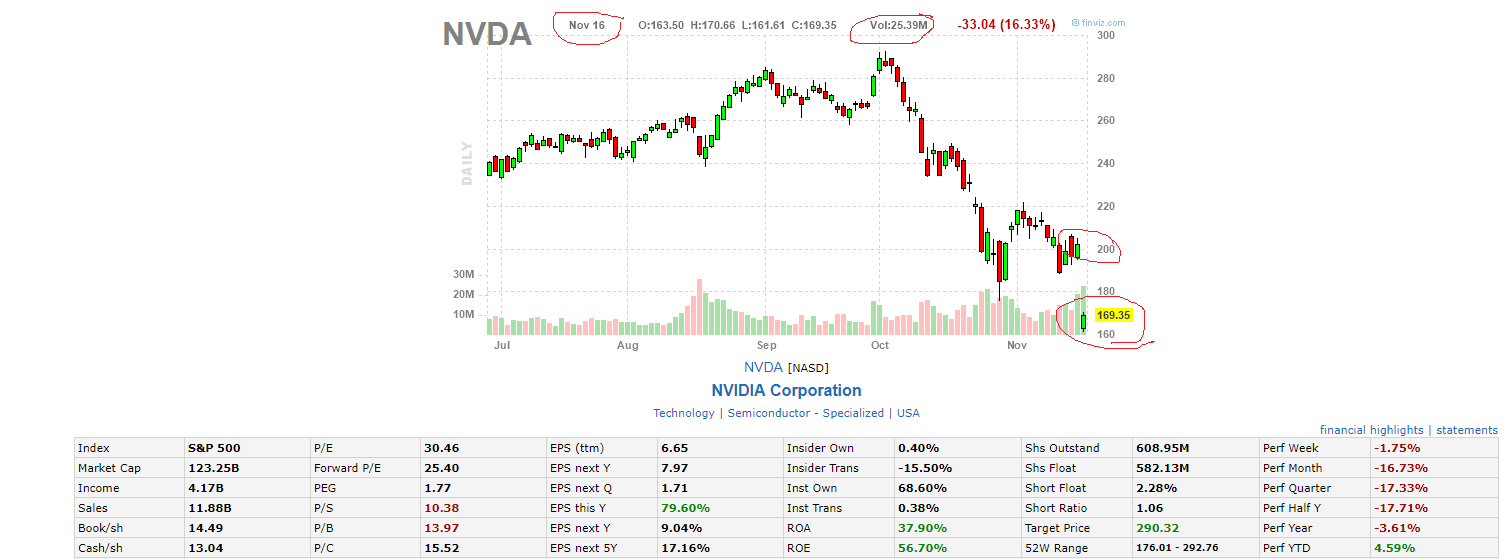 NVDA Nov 16 O:163.50 H:170.66 L:161.61 C:169.35 Vol:25.39M -33.04 (16.33%) © finviz.com
300
280
260
240
220
200
180
169.35
160
DAILY
30M
20M
10M
Jul Aug Sep Oct Nov
NVDA [NASD]
NVIDIA Corporation
Technology | Semiconductor - Specialized | USA
financial highlights | statements
Index S&P 500 P/E 30.46 EPS (ttm) 6.65 Insider Own 0.40% Shs Outstand 608.95M Perf Week -1.75%
Market Cap 123.25B Forward P/E 25.40 EPS next Y 7.97 Insider Trans -15.50% Shs Float 582.13M Perf Month -16.73%
Income 4.17B PEG 1.77 EPS next Q 1.71 Inst Own 68.60% Short Float 2.28% Perf Quarter -17.33%
Sales 11.88B P/S 10.38 EPS this Y 79.60% Inst Trans 0.38% Short Ratio 1.06 Perf Half Y -17.71%
Book/sh 14.49 P/B 13.97 EPS next Y 9.04% ROA 37.90% Target Price 290.32 Perf Year -3.61%
Cash/sh 13.04 P/C 15.52 EPS next 5Y 17.16% ROE 56.70% 52W Range 176.01 - 292.76 Perf YTD 4.59%